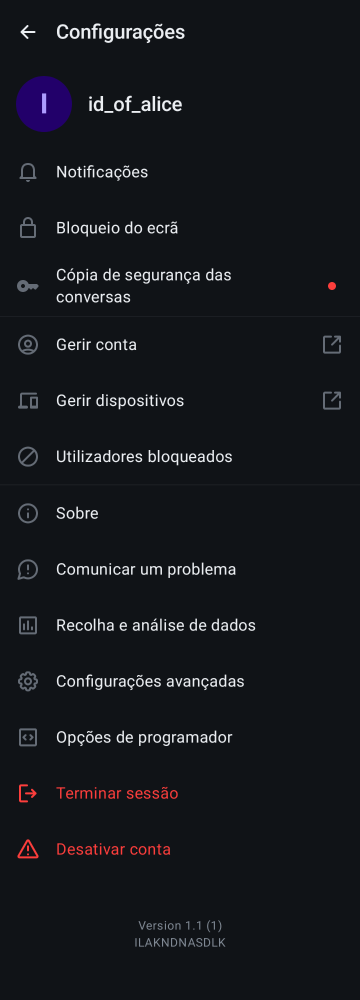 Configurações
I
id_of_alice
Notificações
Bloqueio do ecrã
Cópia de segurança das
conversas
Gerir conta
Gerir dispositivos
Utilizadores bloqueados
Sobre
Comunicar um problema
Recolha e análise de dados
Configurações avançadas
Opções de programador
Terminar sessão
Desativar conta
Version 1.1 (1)
ILAKNDNASDLK